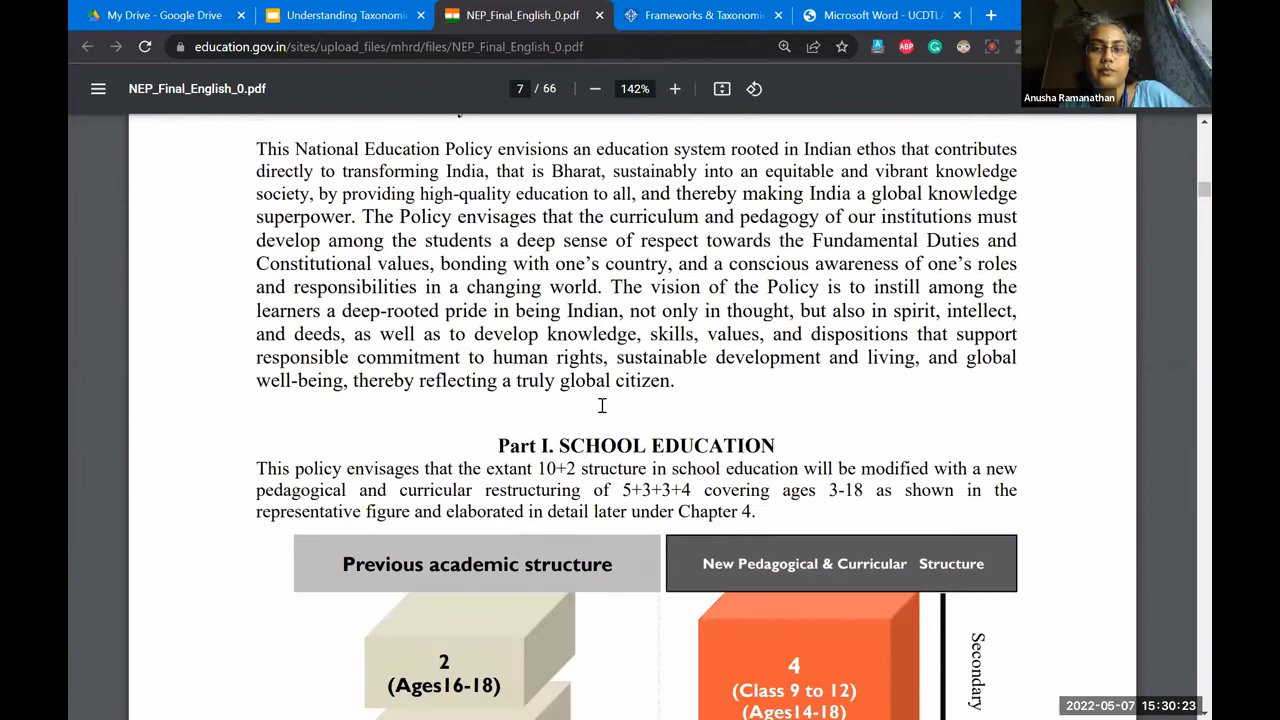 My Drive - Google Drive
Understanding Taxonomi
NEP_Final_English_0.pdf
Frameworks & Taxonomi
Microsoft Word - UCDTLA
education.gov.in/sites/upload_files/mhrd/files/NEP_Final_English_0.pdf
ABP
Anusha Ramanathan
NEP_Final_English_0.pdf
7 / 66
142%
This National Education Policy envisions an education system rooted in Indian ethos that contributes
directly to transforming India, that is Bharat, sustainably into an equitable and vibrant knowledge
society, by providing high-quality education to all, and thereby making India a global knowledge
superpower. The Policy envisages that the curriculum and pedagogy of our institutions must
develop among the students a deep sense of respect towards the Fundamental Duties and
Constitutional values, bonding with one's country, and a conscious awareness of one's roles
and responsibilities in a changing world. The vision of the Policy is to instill among the
learners a deep-rooted pride in being Indian, not only in thought, but also in spirit, intellect,
and deeds, as well as to develop knowledge, skills, values, and dispositions that support
responsible commitment to human rights, sustainable development and living, and global
well-being, thereby reflecting a truly global citizen.
Part I. SCHOOL EDUCATION
This policy envisages that the extant 10+2 structure in school education will be modified with a new
pedagogical and curricular restructuring of 5+3+3+4 covering ages 3-18 as shown in the
representative figure and elaborated in detail later under Chapter 4.
Previous academic structure
New Pedagogical & Curricular Structure
2
(Ages16-18)
4
(Class 9 to 12)
(Ages14-18)
Secondary
2022-05-07 15:30:23